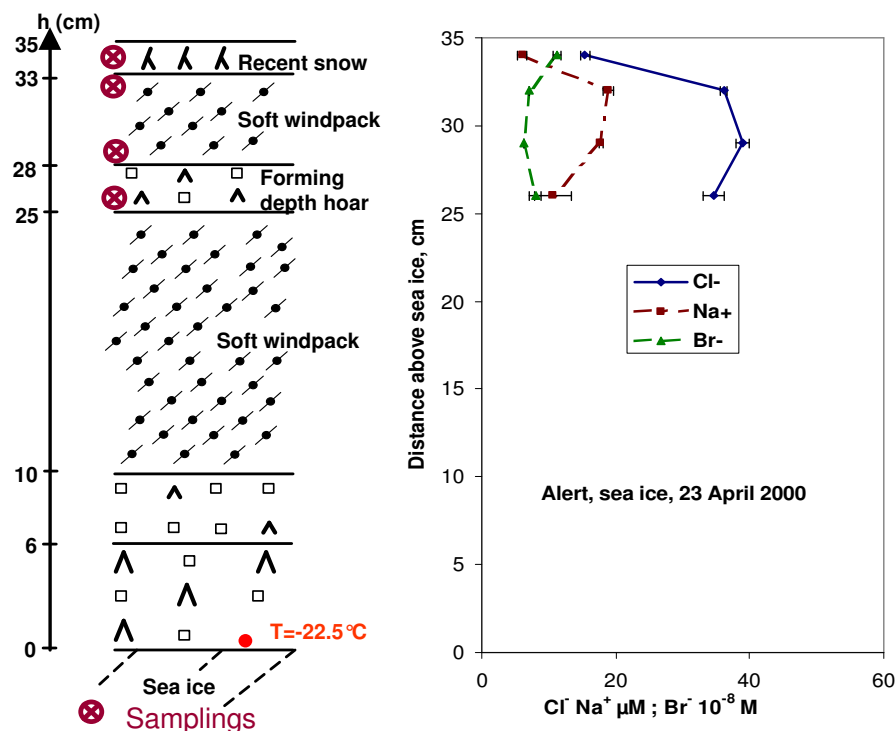 h (cm)
35
Recent snow
33
Soft windpack
28
Forming
depth hoar
25
Soft windpack
10
6
T=-22.5°C
0
Sea ice
Samplings
35
30
25
20
15
10
5
0
Distance above sea ice, cm
Cl-
Na+
Br-
Alert, sea ice, 23 April 2000
0 20 40 60
Cl⁻ Na⁺ µM ; Br⁻ 10⁻⁸ M